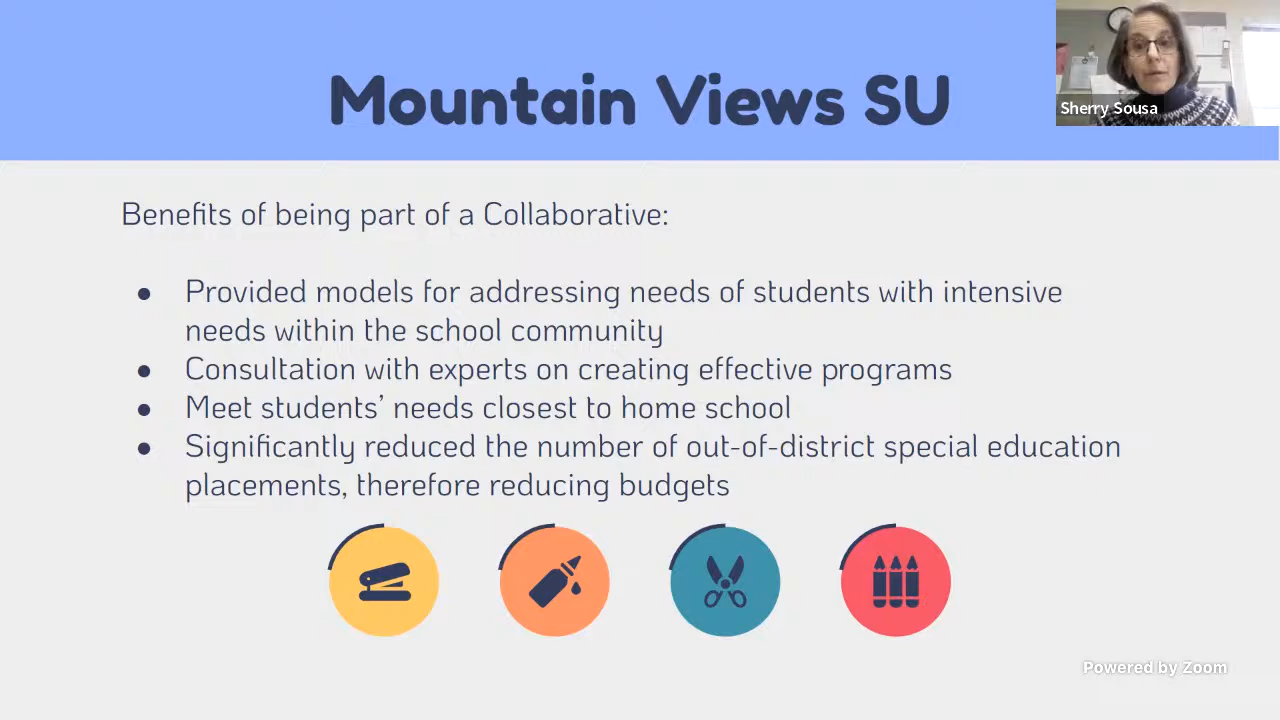 Mountain Views SU
Sherry Sousa
Benefits of being part of a Collaborative:
● Provided models for addressing needs of students with intensive
needs within the school community
● Consultation with experts on creating effective programs
● Meet students’ needs closest to home school
● Significantly reduced the number of out-of-district special education
placements, therefore reducing budgets
Powered by Zoom